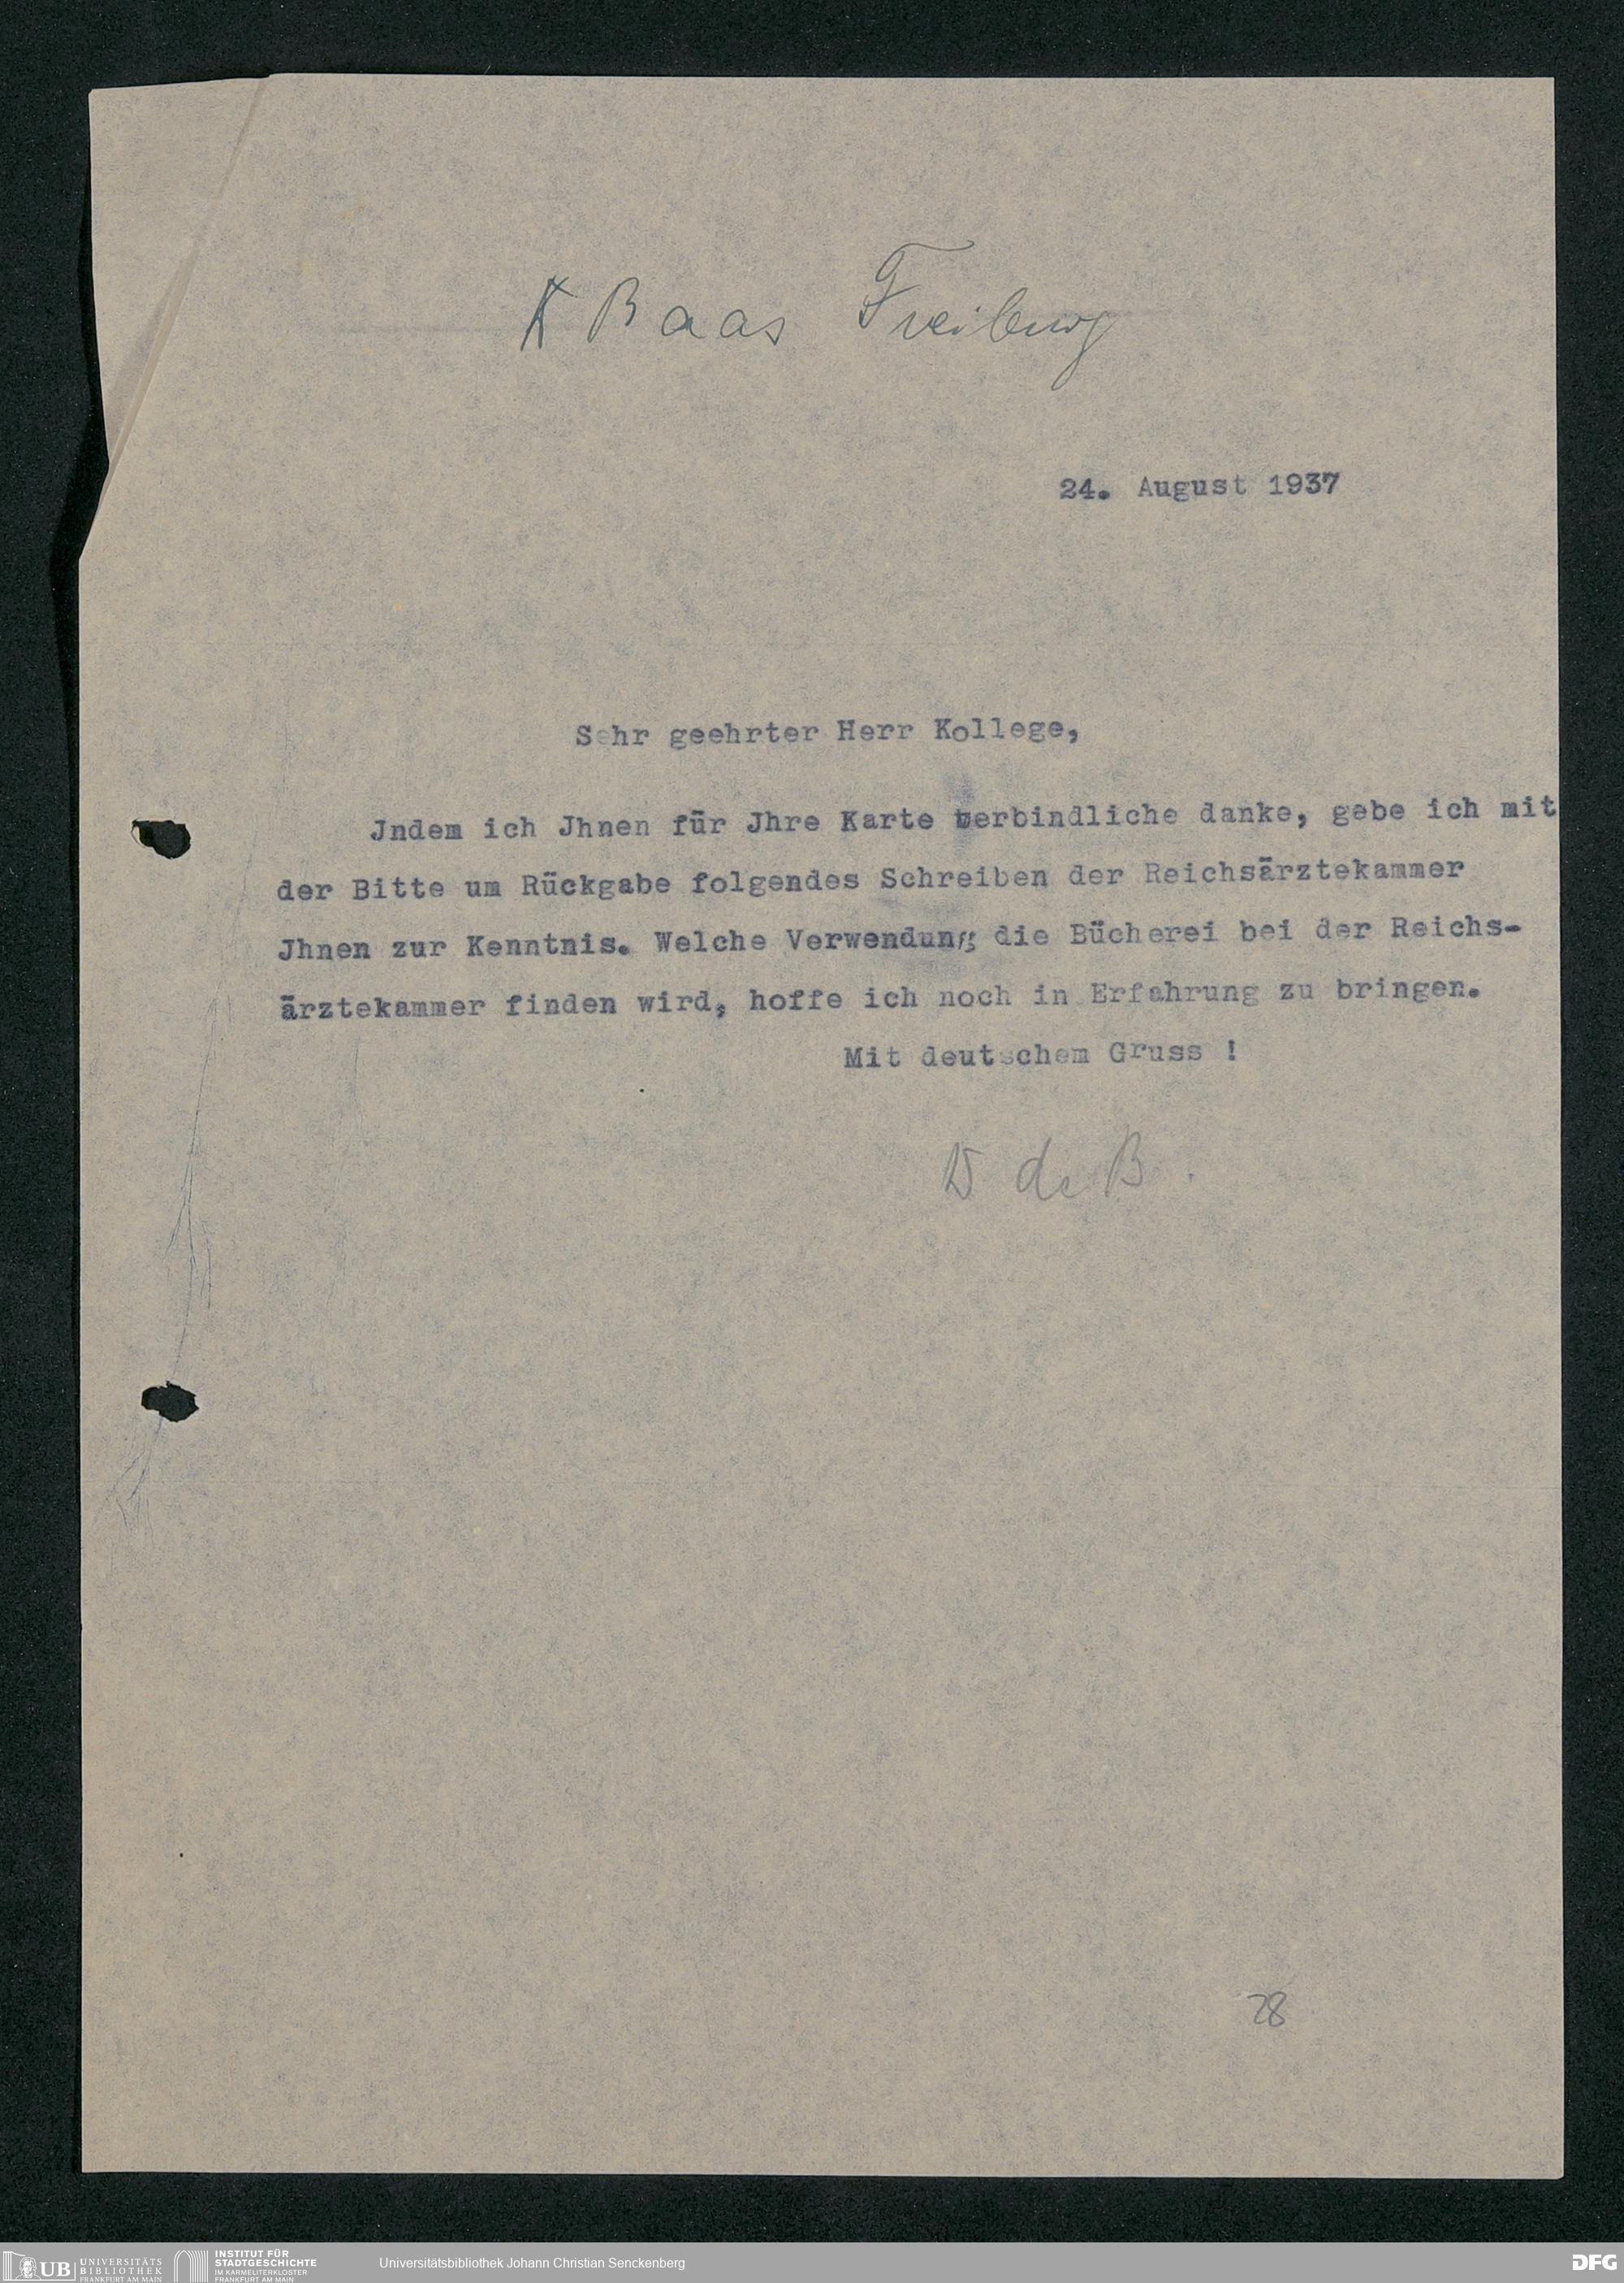 K Baas Freiburg
24. August 1937
Sehr geehrter Herr Kollege,
Jndem ich Jhnen für Jhre Karte verbindliche danke, gebe ich mit
der Bitte um Rückgabe folgendes Schreiben der Reichsärztekammer
Jhnen zur Kenntnis. Welche Verwendung die Bücherei bei der Reichs-
ärztekammer finden wird, hoffe ich noch in Erfahrung zu bringen.
Mit deutschem Gruss !
de B.
28
UB UNIVERSITÄTS
BIBLIOTHEK
FRANKFURT AM MAIN
INSTITUT FÜR
STADTGESCHICHTE
IM KARMELITERKLOSTER
FRANKFURT AM MAIN
Universitätsbibliothek Johann Christian Senckenberg
DFG